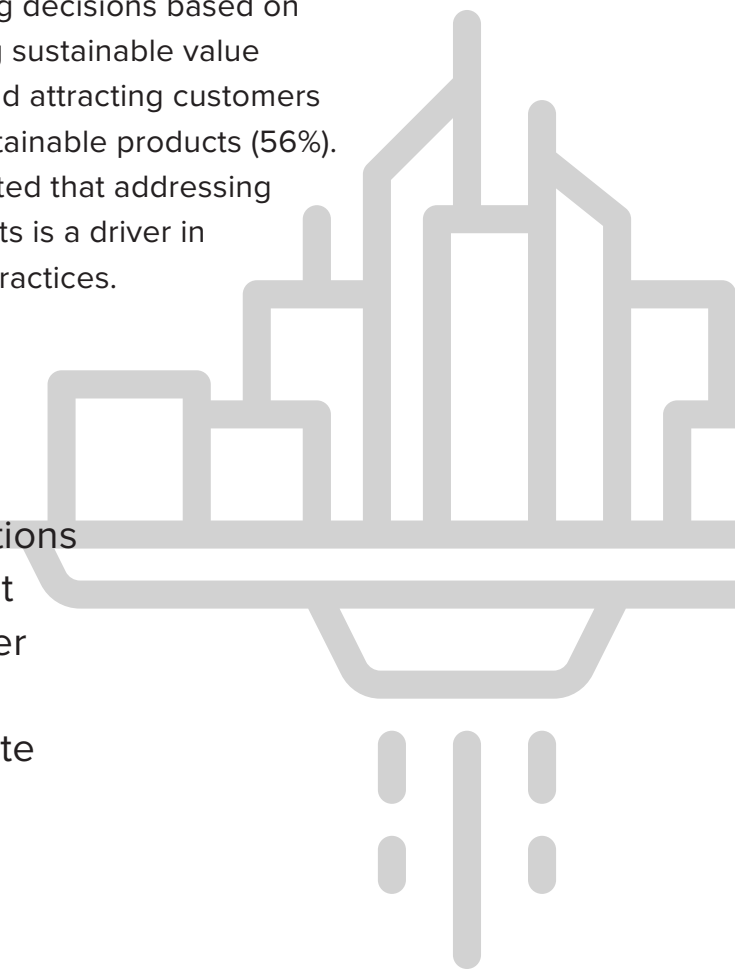 g decisions based on
g sustainable value
d attracting customers
tainable products (56%).
ted that addressing
ts is a driver in
ractices.
tions
t
er
te